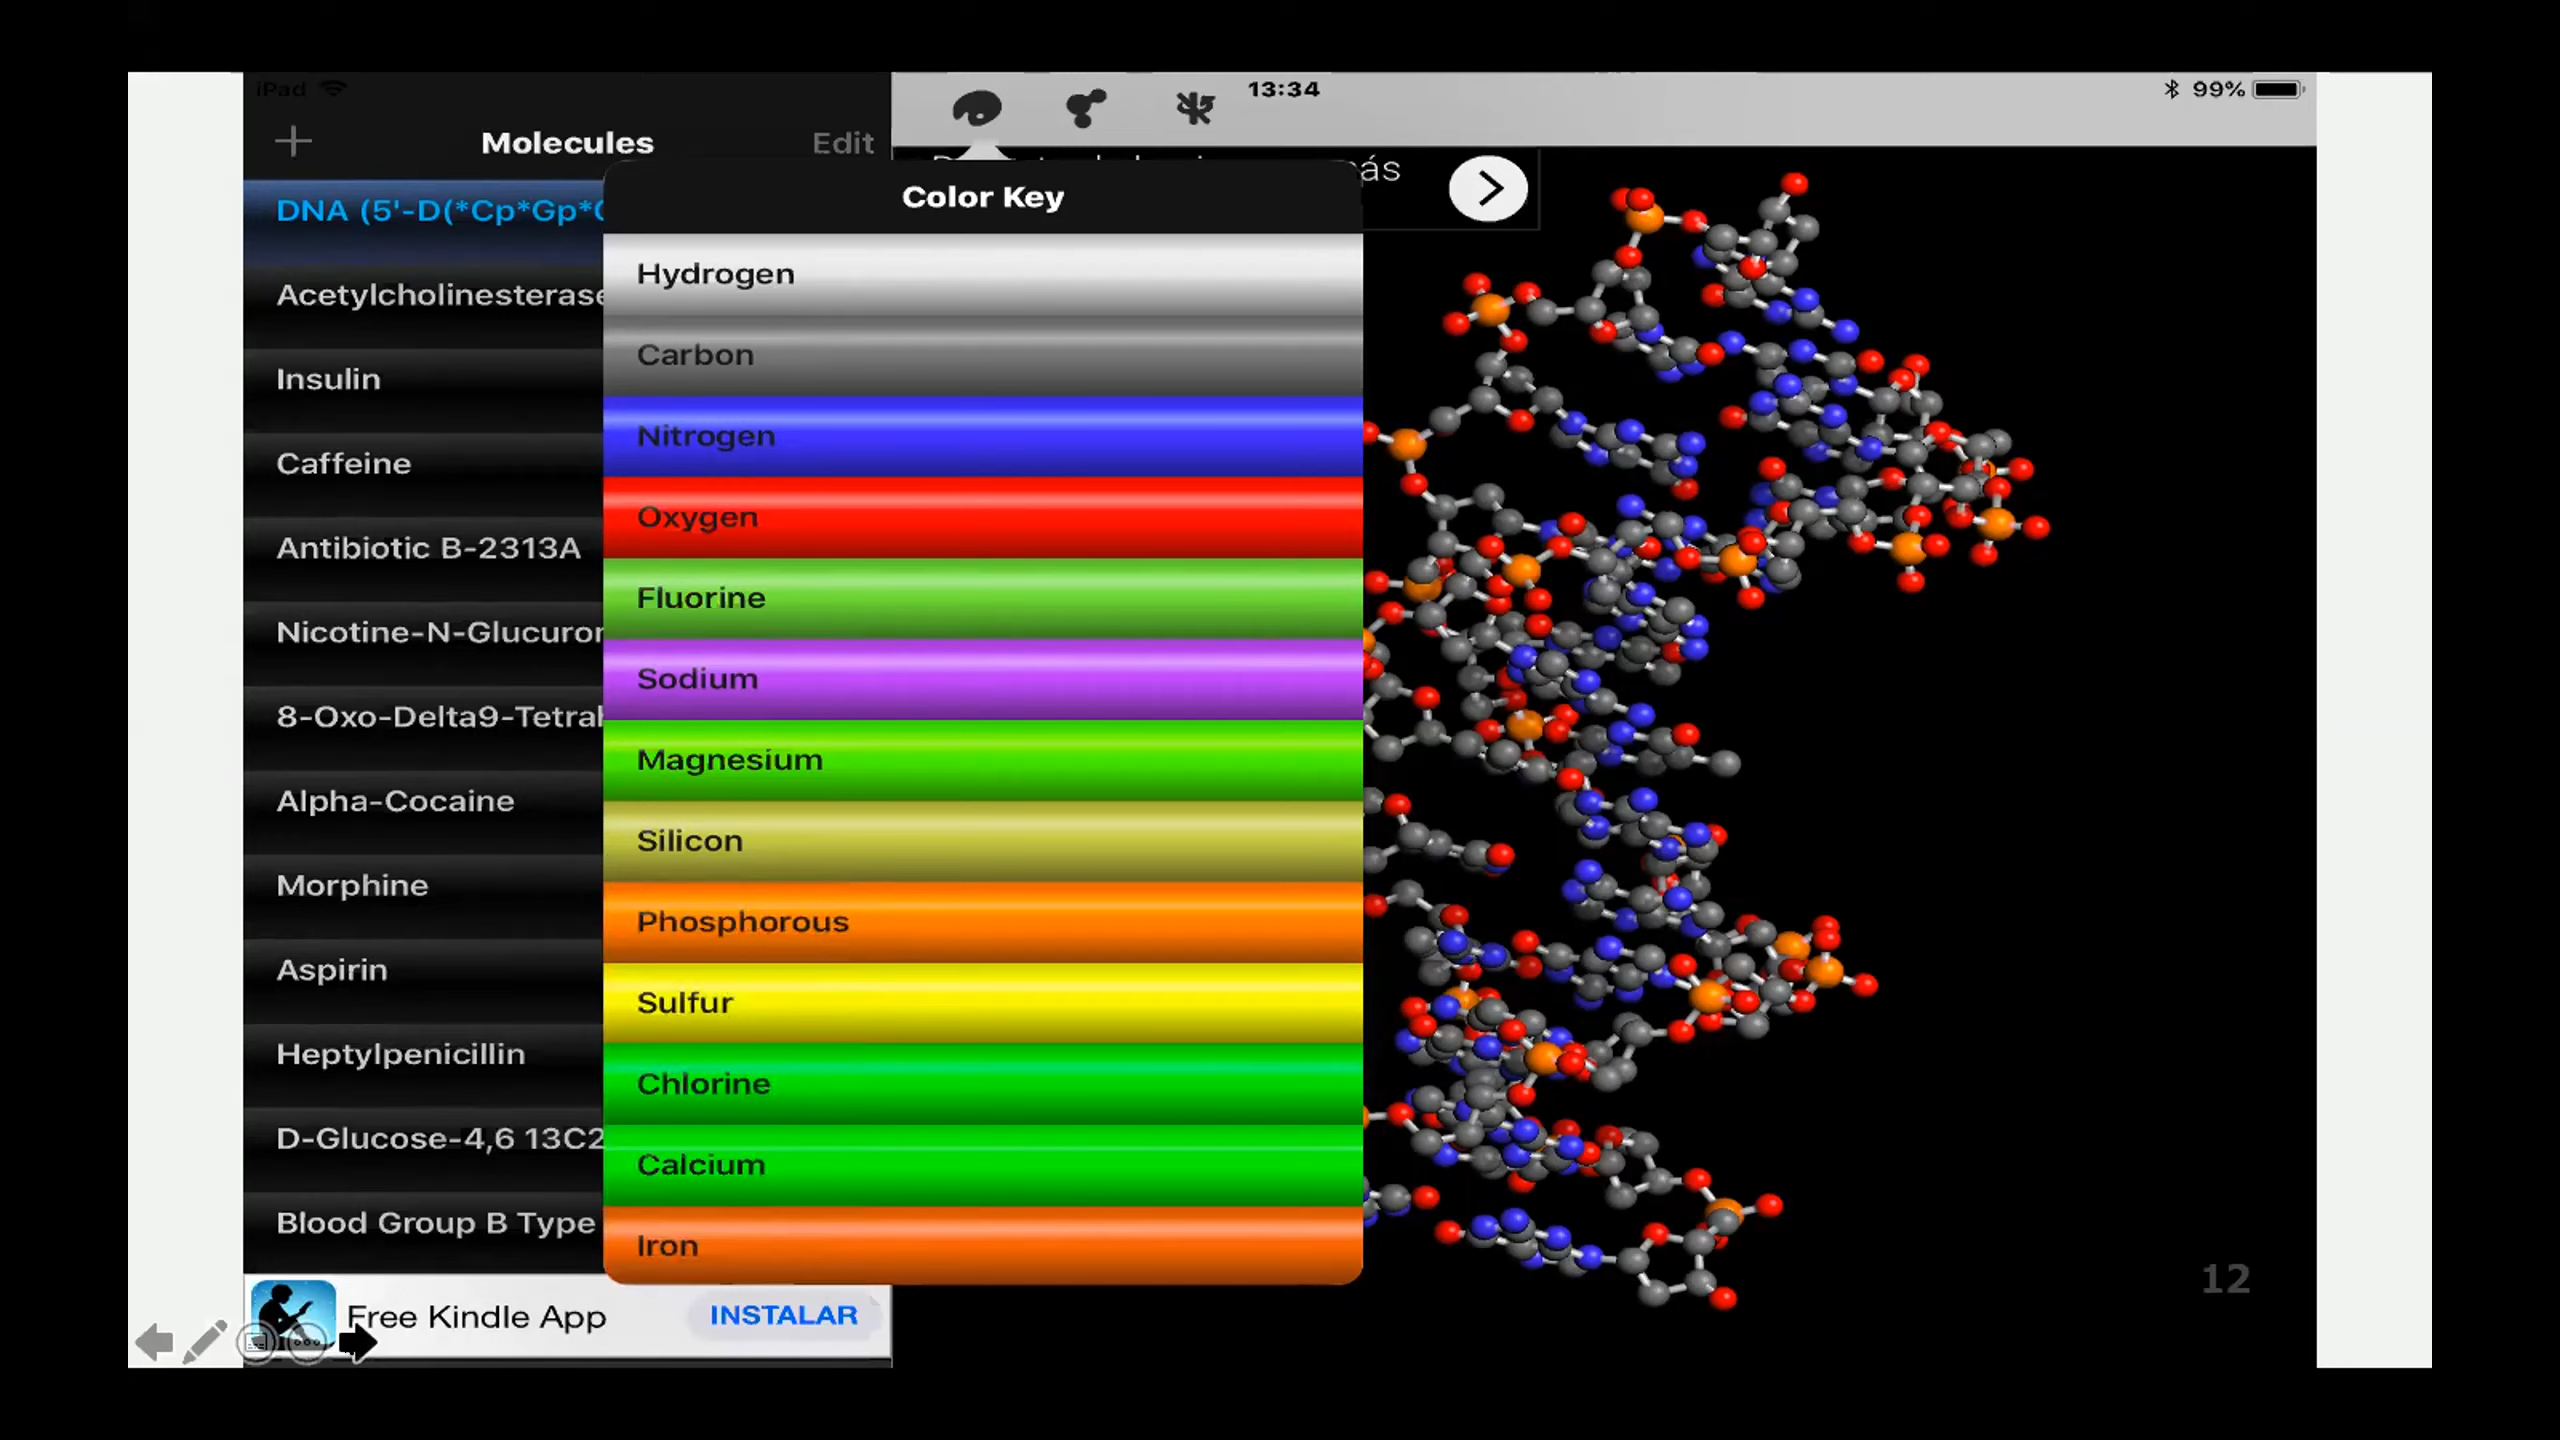 iPad
13:34
99%
Molecules
Edit
ás
DNA (5'-D(*Cp*Gp*
Acetylcholinesterase
Insulin
Caffeine
Antibiotic B-2313A
Nicotine-N-Glucuror
8-Oxo-Delta9-Tetrah
Alpha-Cocaine
Morphine
Aspirin
Heptylpenicillin
D-Glucose-4,6 13C2
Blood Group B Type
Color Key
Hydrogen
Carbon
Nitrogen
Oxygen
Fluorine
Sodium
Magnesium
Silicon
Phosphorous
Sulfur
Chlorine
Calcium
Iron
Free Kindle App
INSTALAR
12